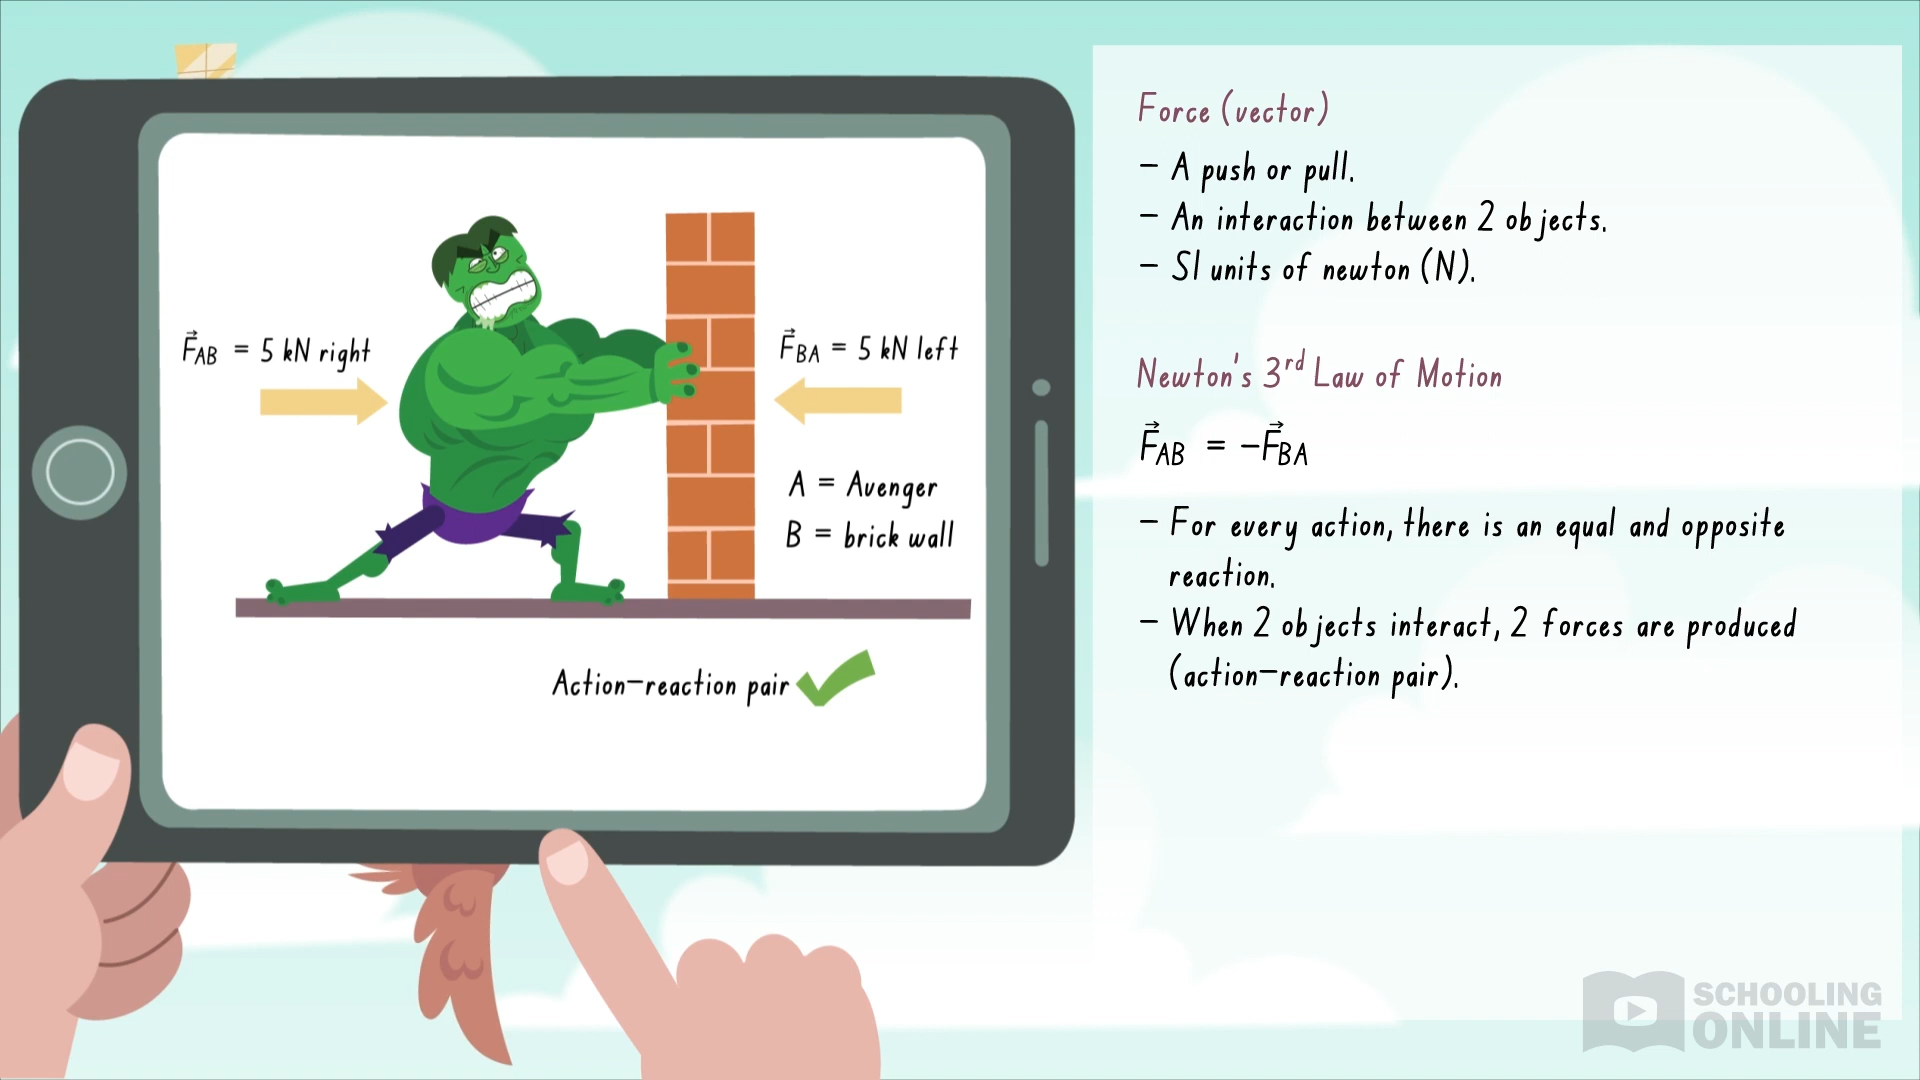 F⃗AB = 5 kN right
F⃗BA = 5 kN left
A = Avenger
B = brick wall
Action–reaction pair
Force (vector)
– A push or pull.
– An interaction between 2 objects.
– SI units of newton (N).
Newton's 3rd Law of Motion
F⃗AB = –F⃗BA
– For every action, there is an equal and opposite
reaction.
– When 2 objects interact, 2 forces are produced
(action–reaction pair).
SCHOOLING
ONLINE